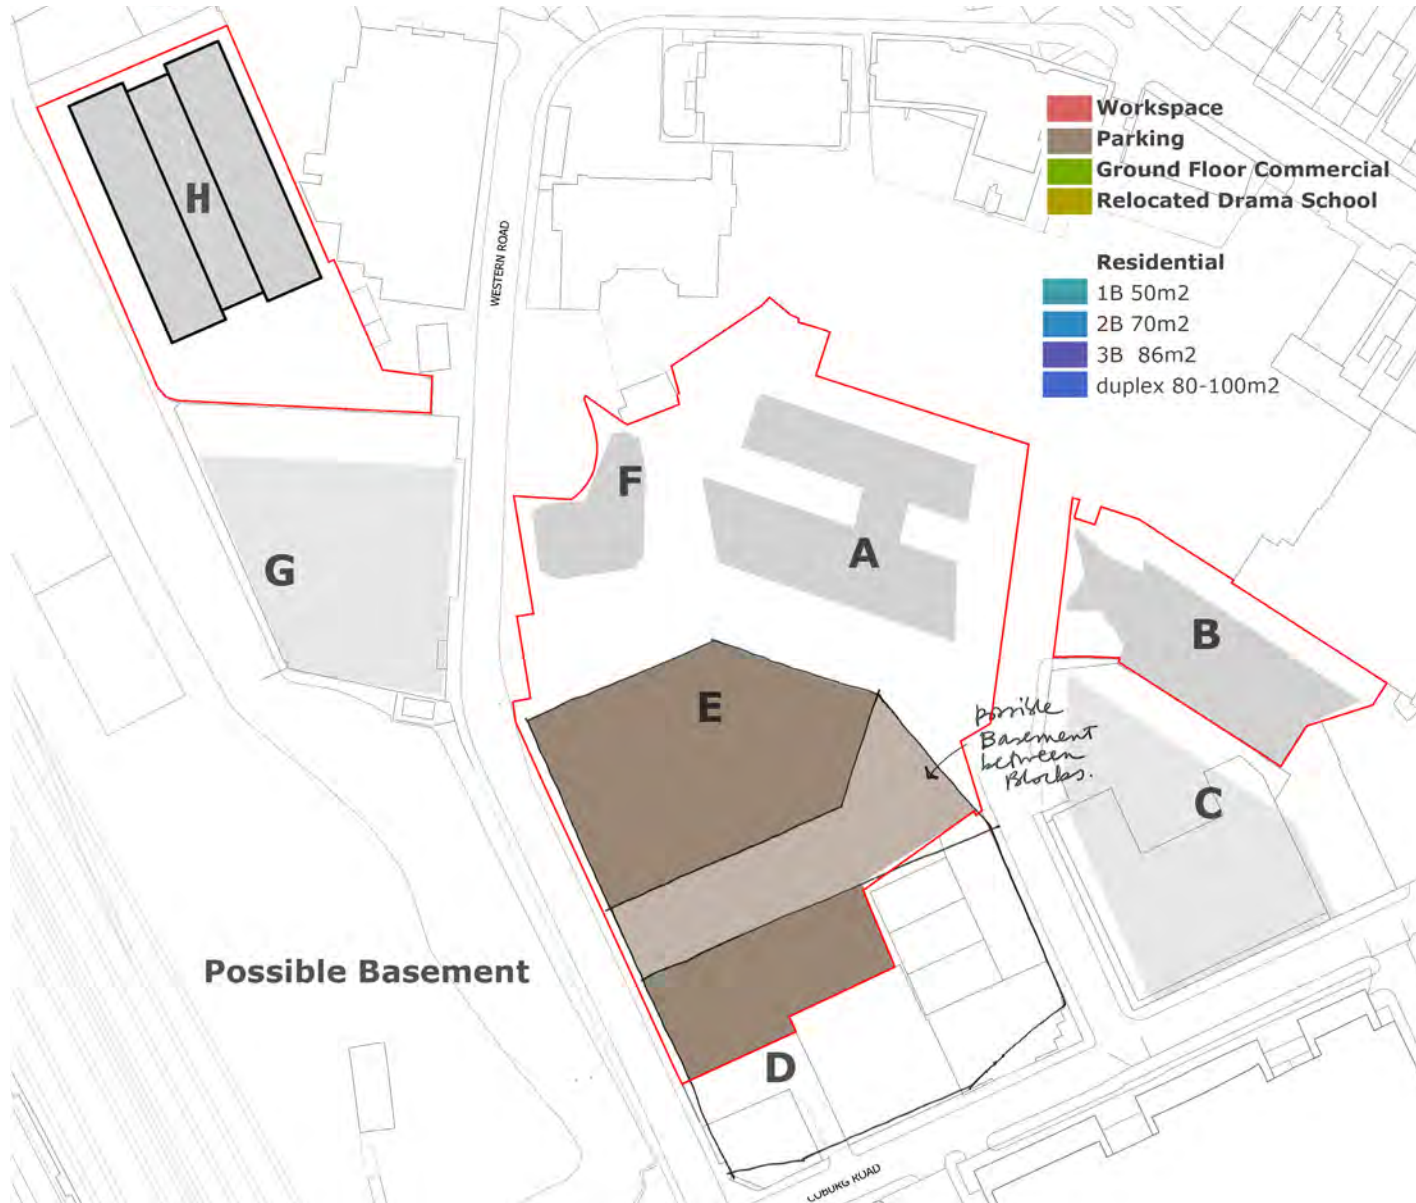 Workspace
Parking
Ground Floor Commercial
Relocated Drama School
Residential
1B 50m2
2B 70m2
3B 86m2
duplex 80-100m2
H
WESTERN ROAD
F
A
G
B
E
possible
Basement
between
Blocks.
C
Possible Basement
D
COBURG ROAD